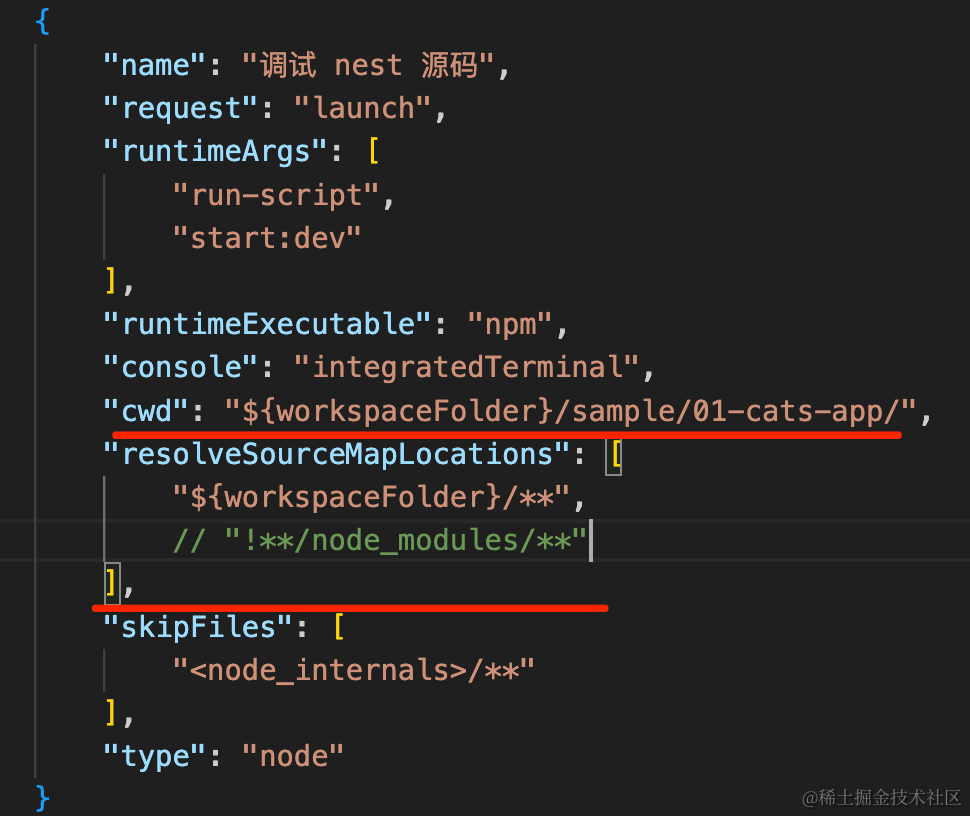 {
"name": "调试 nest 源码",
"request": "launch",
"runtimeArgs": [
"run-script",
"start:dev"
],
"runtimeExecutable": "npm",
"console": "integratedTerminal",
"cwd": "${workspaceFolder}/sample/01-cats-app/",
"resolveSourceMapLocations": [
"${workspaceFolder}/**",
// "!**/node_modules/**"
],
"skipFiles": [
"<node_internals>/**"
],
"type": "node"
}
@稀土掘金技术社区